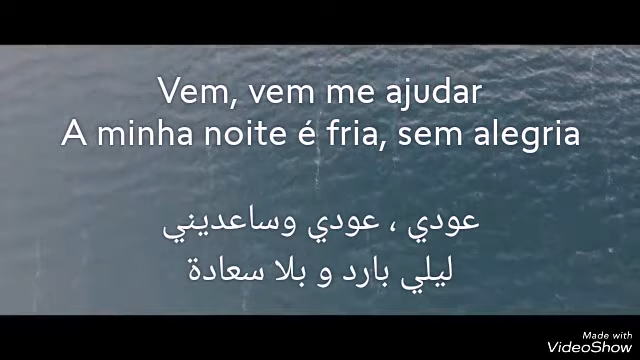 Vem, vem me ajudar
A minha noite é fria, sem alegria
عودي ، عودي وساعديني
ليلي بارد و بلا سعادة
Made with
VideoShow